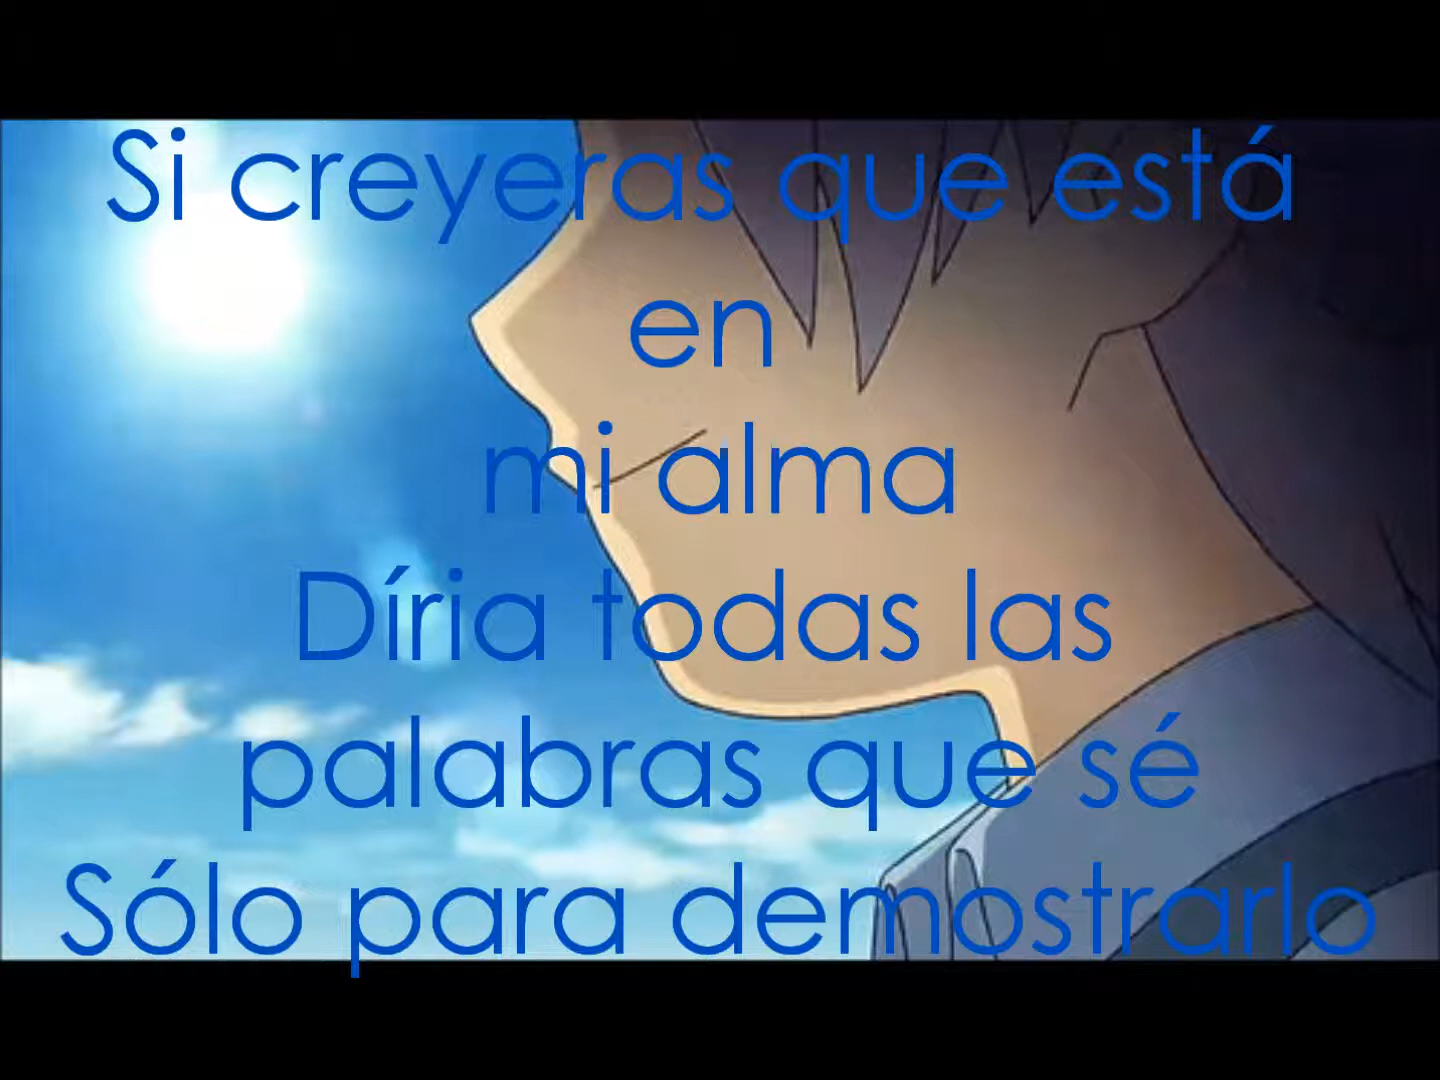 Si creyeras que está
en
mi alma
Díria todas las
palabras que sé
Sólo para demostrarlo